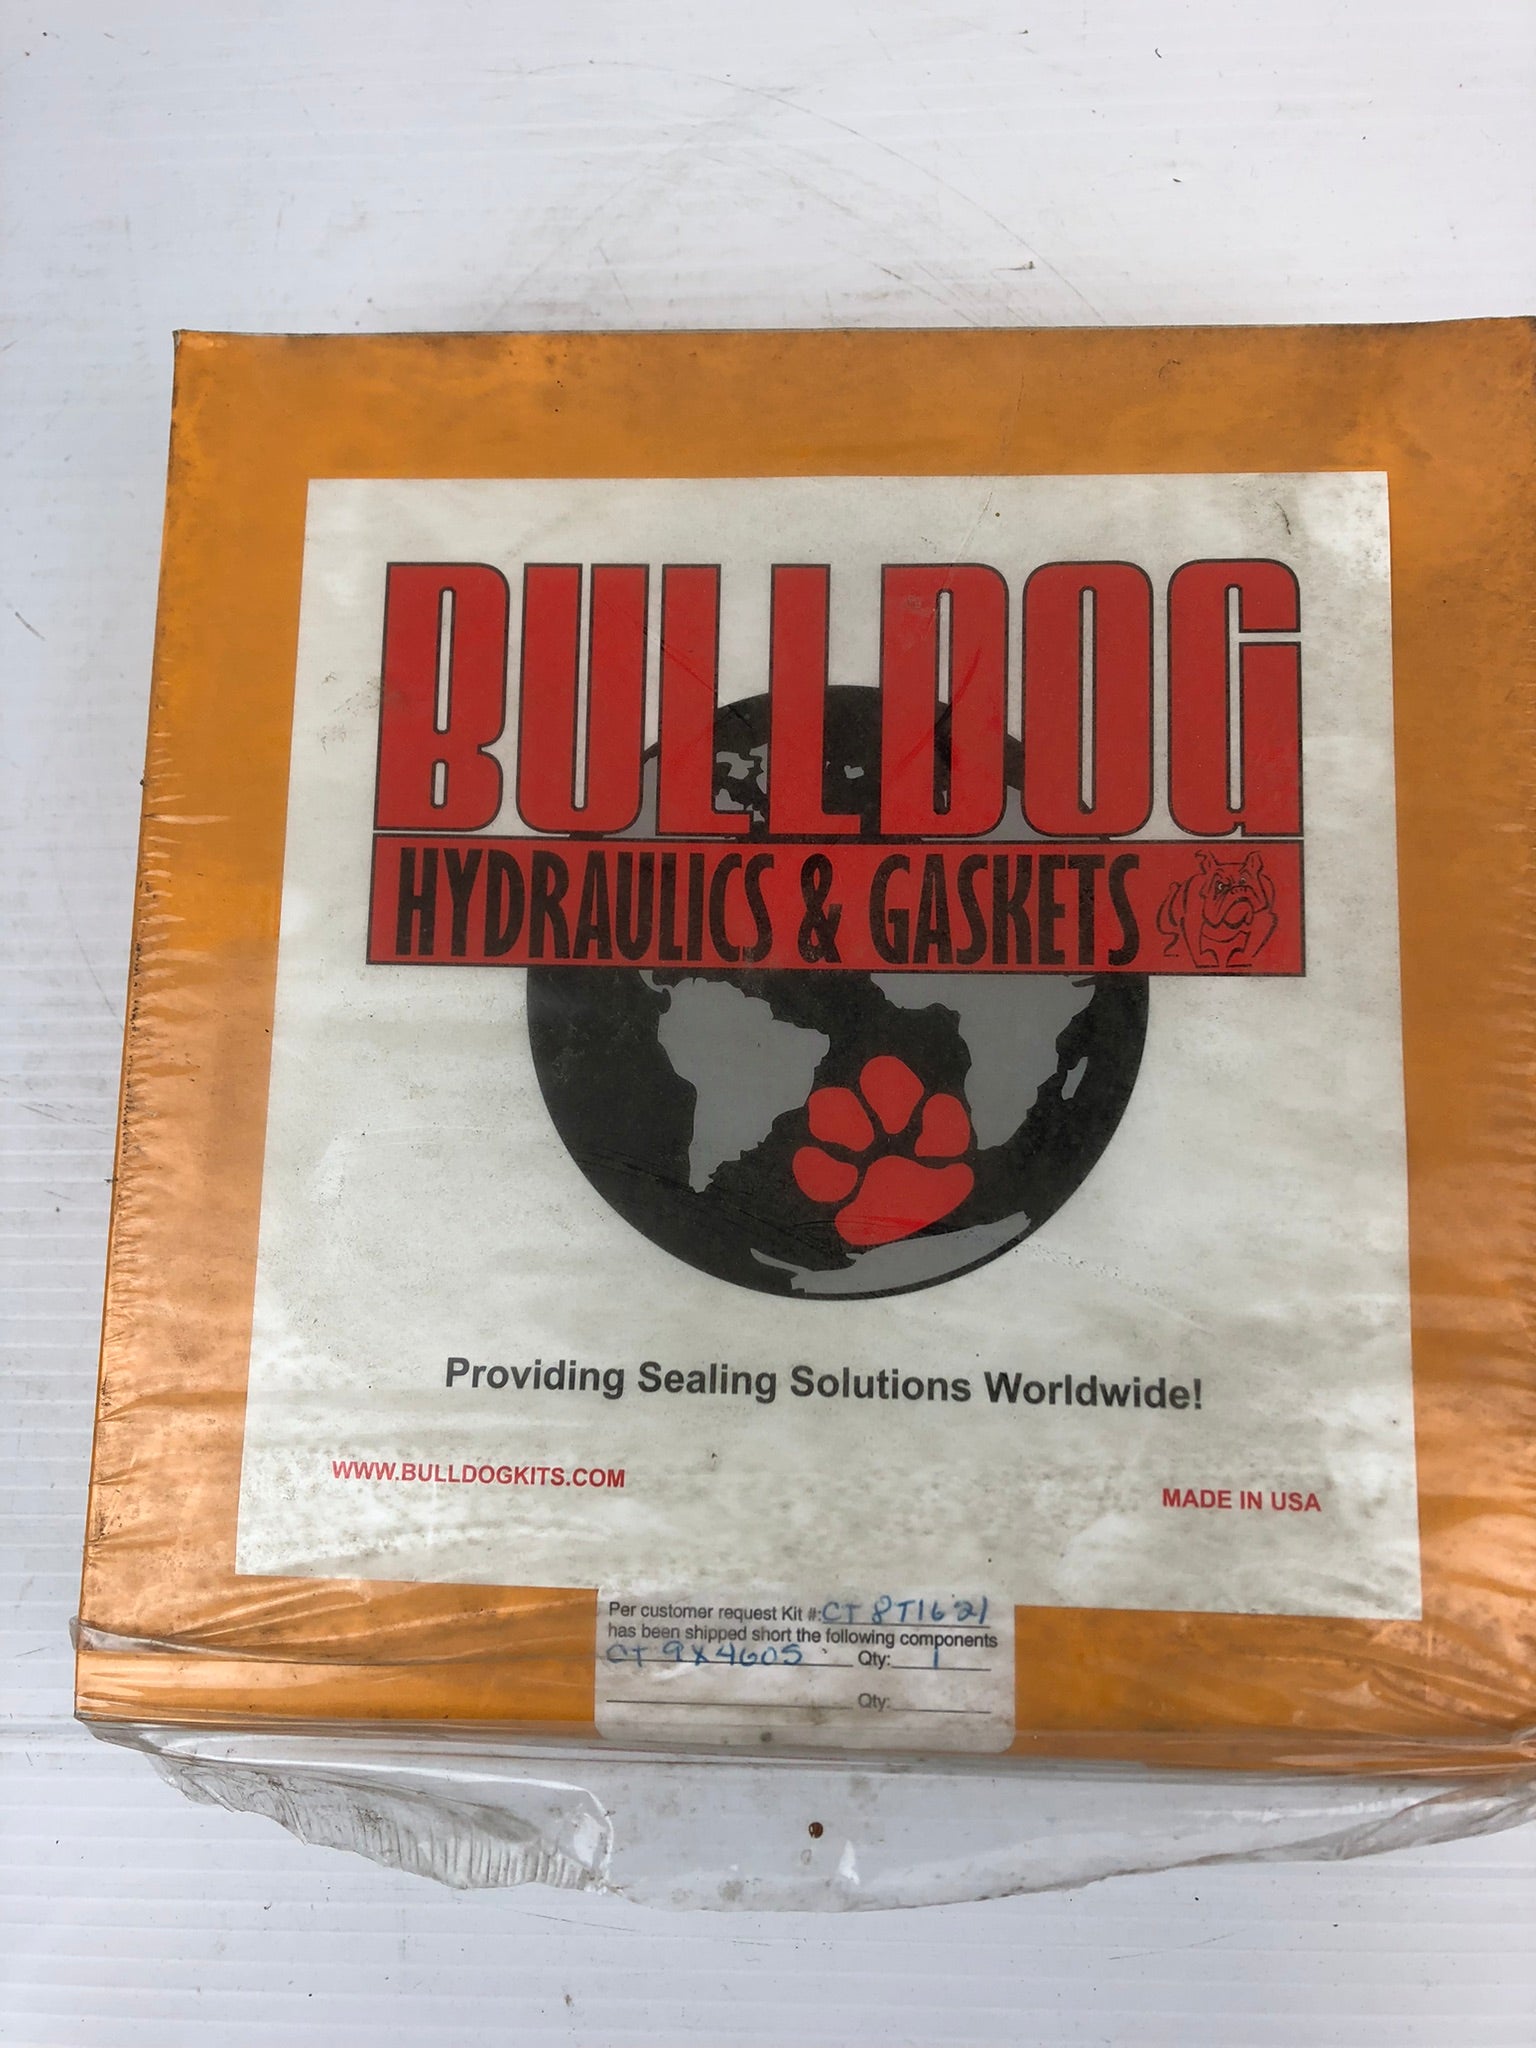 BULLDOG
HYDRAULICS & GASKETS
Providing Sealing Solutions Worldwide!
WWW.BULLDOGKITS.COM
MADE IN USA
Per customer request Kit #: CT 8T1621
has been shipped short the following components
CT 9X4605 Qty: 1
Qty: